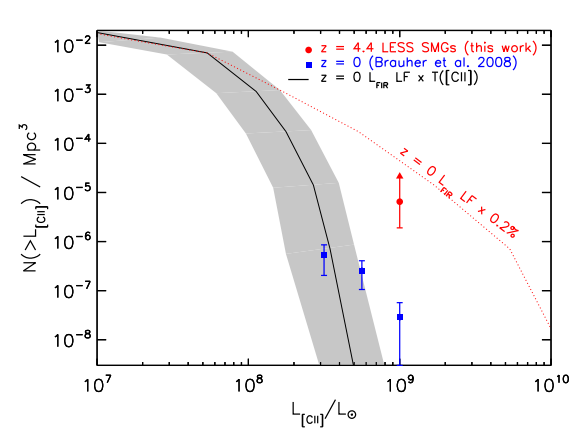 z = 4.4 LESS SMGs (this work)
z = 0 (Brauher et al. 2008)
z = 0 L_FIR LF x T([CII])
z = 0 L_FIR LF x 0.2%
N(>L_[CII]) / Mpc^3
10^-2
10^-3
10^-4
10^-5
10^-6
10^-7
10^-8
10^7
10^8
10^9
10^10
L_[CII]/L_⊙